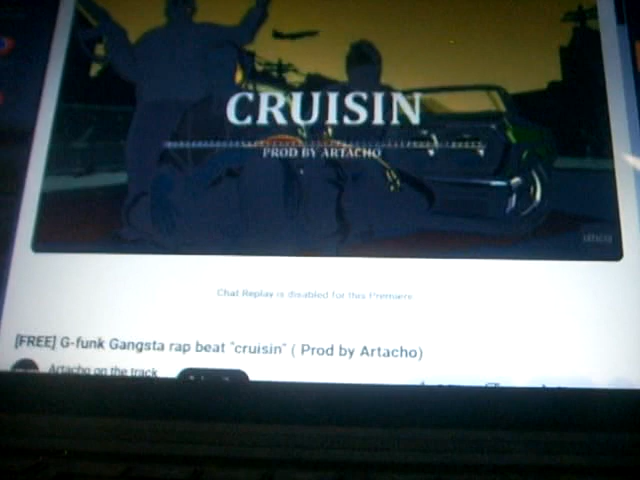 CRUISIN
PROD BY ARTACHO
Chat Replay is disabled for this Premiere
[FREE] G-funk Gangsta rap beat "cruisin" ( Prod by Artacho)
Artacho on the track